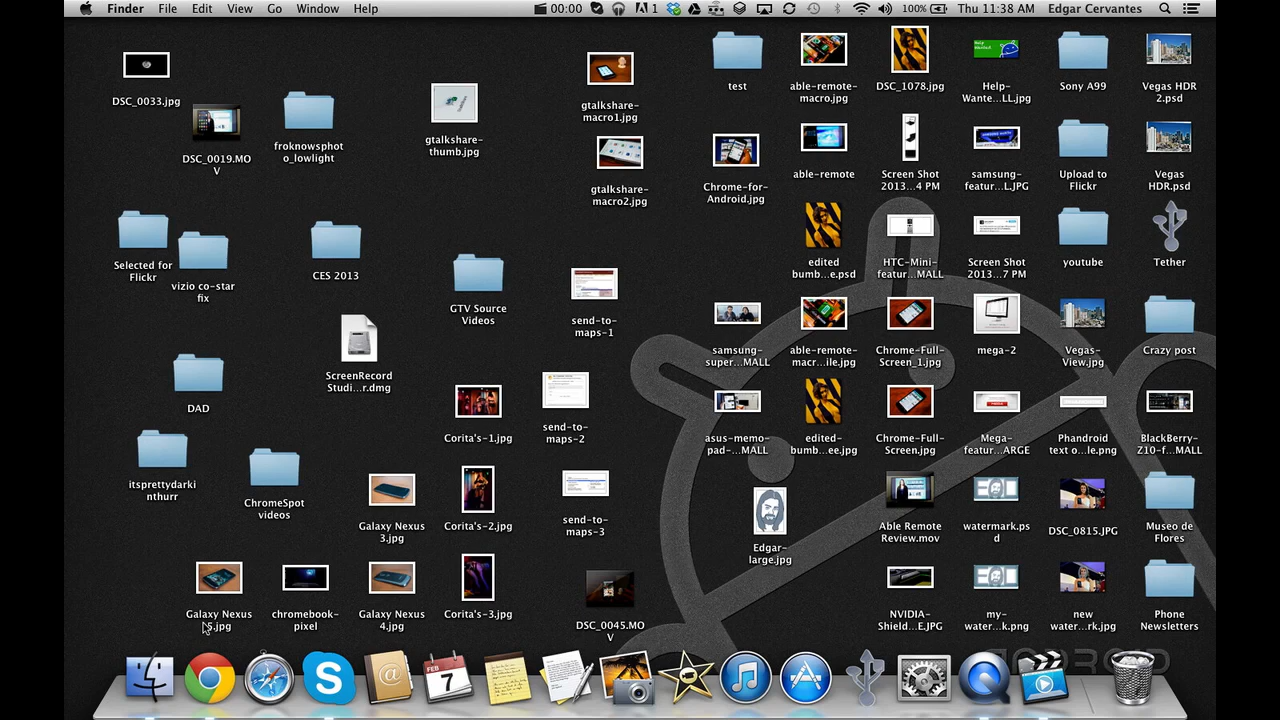 Finder File Edit View Go Window Help 00:00 1 100% Thu 11:38 AM Edgar Cervantes
DSC_0033.jpg
DSC_0019.MO
V
froknowsphot
o_lowlight
gtalkshare-
thumb.jpg
gtalkshare-
macro1.jpg
gtalkshare-
macro2.jpg
test
able-remote-
macro.jpg
DSC_1078.jpg
Help-
Wante...LL.jpg
Sony A99
Vegas HDR
2.psd
Chrome-for-
Android.jpg
able-remote
Screen Shot
2013...4 PM
samsung-
featur...L.JPG
Upload to
Flickr
Vegas
HDR.psd
Selected for
Flickr
vizio co-star
fix
CES 2013
GTV Source
Videos
send-to-
maps-1
edited
bumb...e.psd
HTC-Mini-
featur...MALL
Screen Shot
2013...7 PM
youtube
Tether
ScreenRecord
Studi...r.dmg
samsung-
super...MALL
able-remote-
macr...ile.jpg
Chrome-Full-
Screen_1.jpg
mega-2
Vegas-
View.jpg
Crazy post
DAD
Corita's-1.jpg
send-to-
maps-2
asus-memo-
pad-...MALL
edited-
bumb...ee.jpg
Chrome-Full-
Screen.jpg
Mega-
featur...ARGE
Phandroid
text o...le.png
BlackBerry-
Z10-f...MALL
itsprettydarki
nthurr
ChromeSpot
videos
Galaxy Nexus
3.jpg
Corita's-2.jpg
send-to-
maps-3
Edgar-
large.jpg
Able Remote
Review.mov
watermark.ps
d
DSC_0815.JPG
Museo de
Flores
Galaxy Nexus
5.jpg
chromebook-
pixel
Galaxy Nexus
4.jpg
Corita's-3.jpg
DSC_0045.MO
V
NVIDIA-
Shield...E.JPG
my-
water...k.png
new
water...rk.jpg
Phone
Newsletters
FEB
7